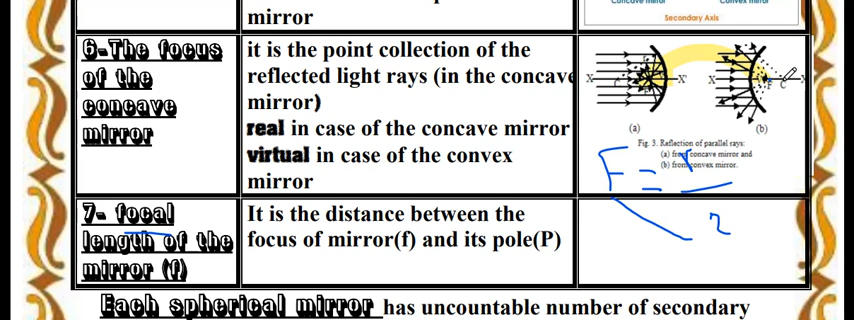 mirror
Concave mirror
Convex mirror
Secondary Axis
6-The focus
of the
concave
mirror
it is the point collection of the
reflected light rays (in the concave
mirror)
real in case of the concave mirror
virtual in case of the convex
mirror
X
C
F
X'
X
F
C
(a)
(b)
Fig. 3. Reflection of parallel rays:
(a) from concave mirror and
(b) from convex mirror.
F = r
2
7- focal
length of the
mirror (f)
It is the distance between the
focus of mirror(f) and its pole(P)
Each spherical mirror has uncountable number of secondary